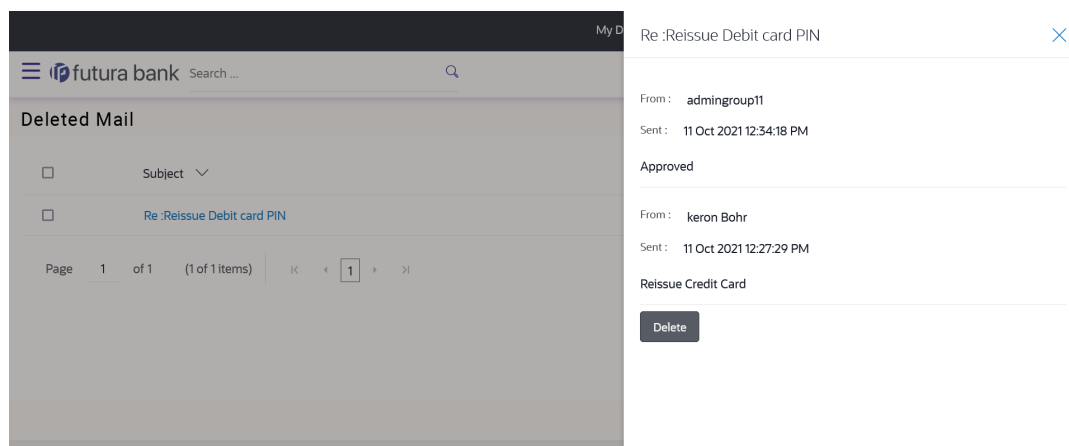 My D
futura bank Search ...
Deleted Mail
Subject
Re :Reissue Debit card PIN
Page 1 of 1 (1 of 1 items) 1
Re :Reissue Debit card PIN
From : admingroup11
Sent : 11 Oct 2021 12:34:18 PM
Approved
From : keron Bohr
Sent : 11 Oct 2021 12:27:29 PM
Reissue Credit Card
Delete